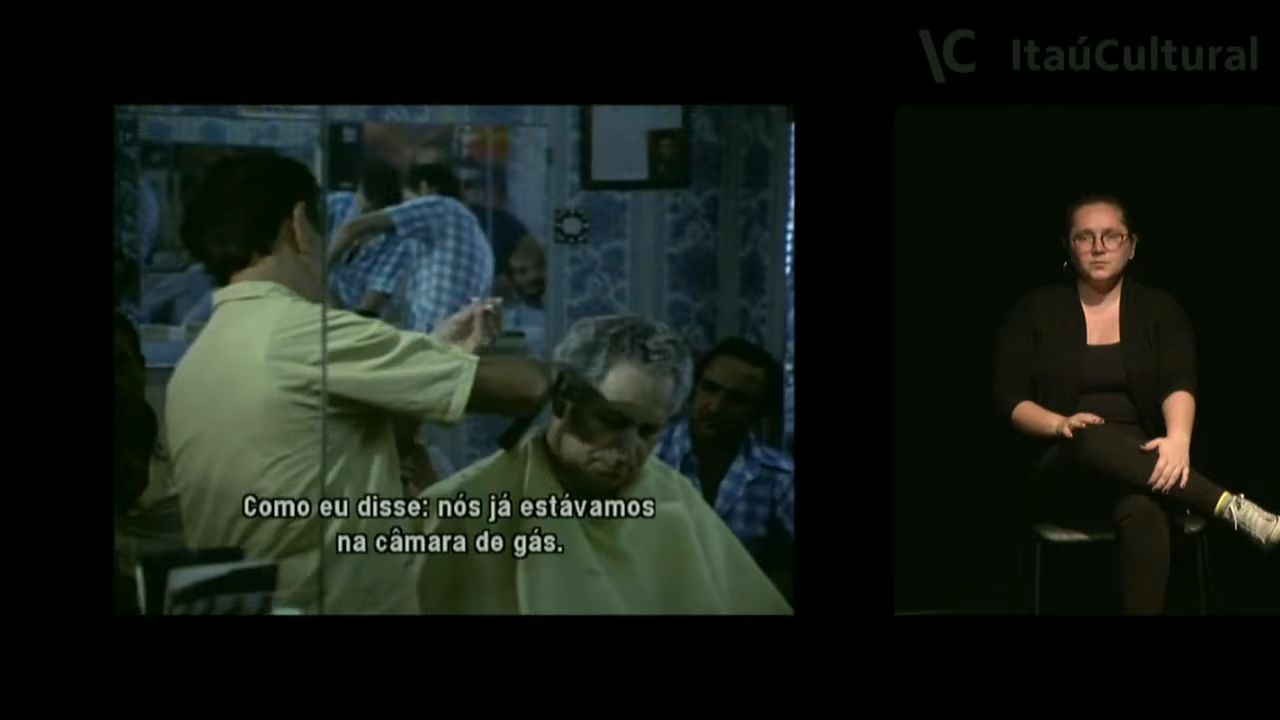 \C ItaúCultural
Como eu disse: nós já estávamos
na câmara de gás.